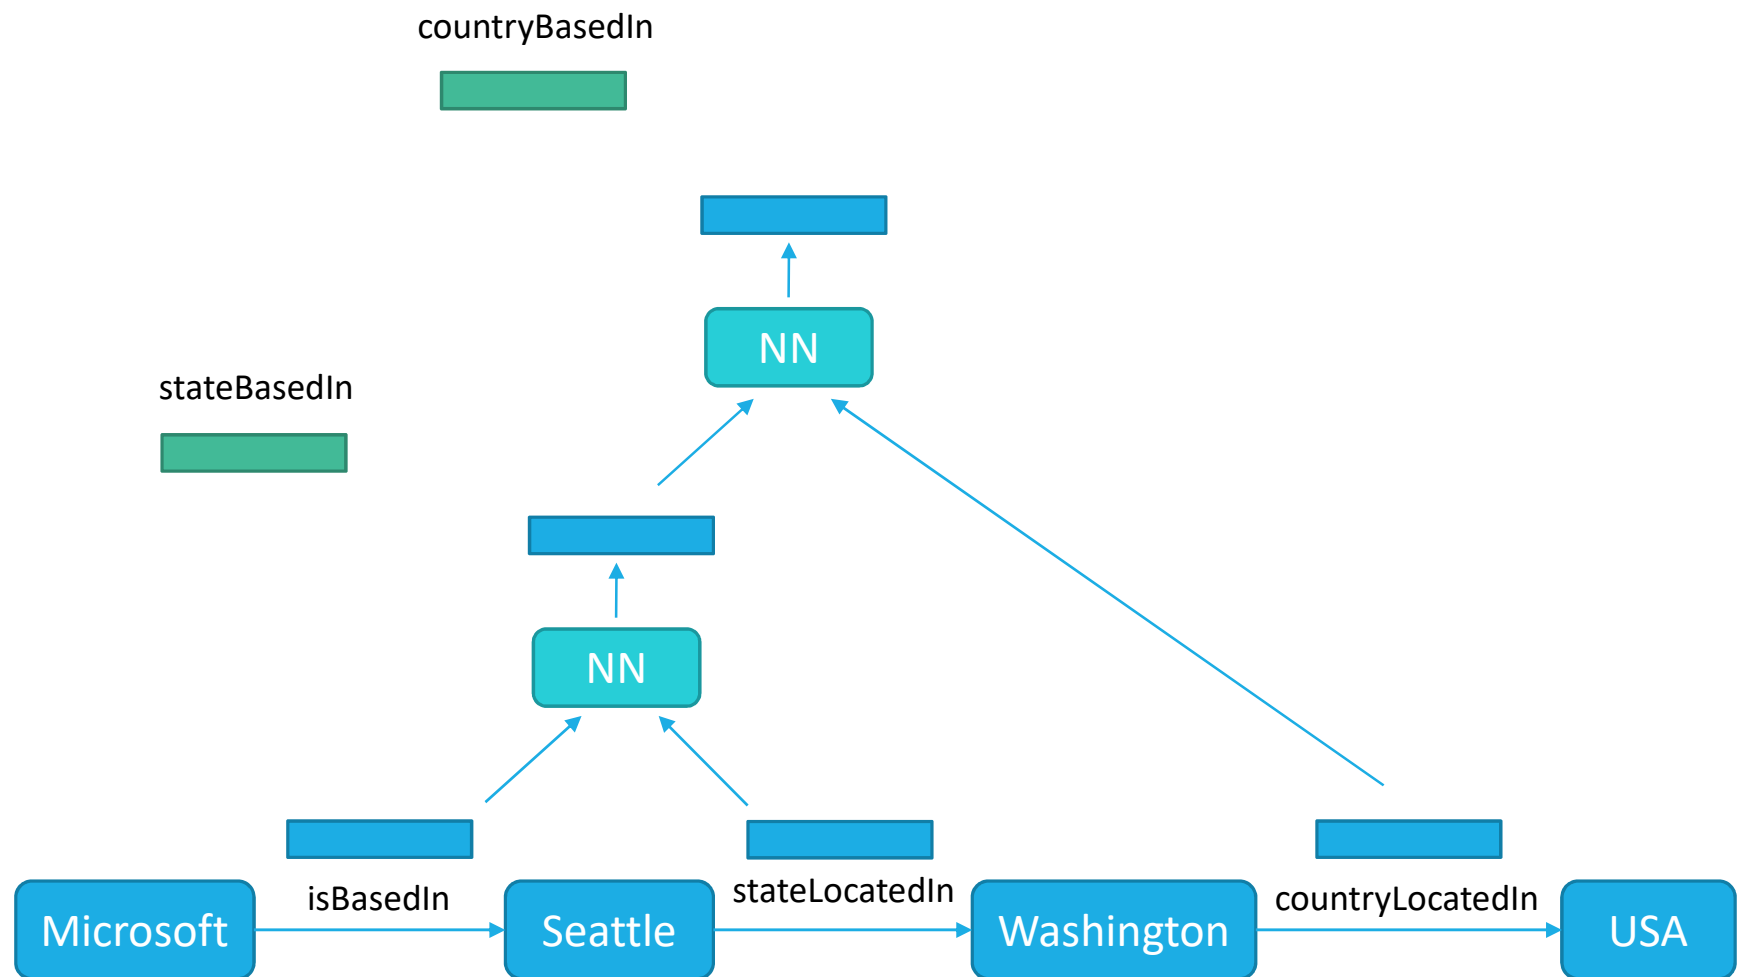 countryBasedIn
NN
stateBasedIn
NN
isBasedIn
stateLocatedIn
countryLocatedIn
Microsoft
Seattle
Washington
USA